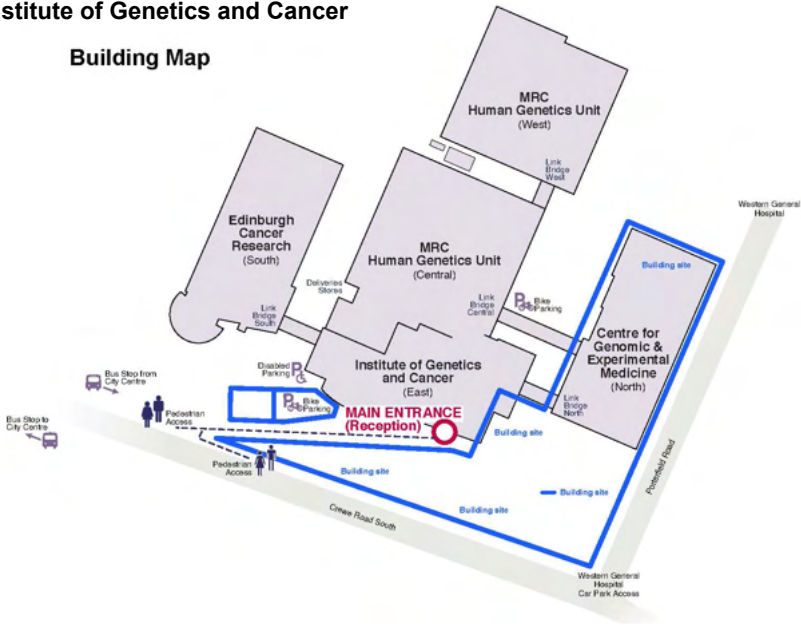 stitute of Genetics and Cancer
Building Map
MRC
Human Genetics Unit
(West)
Link
Bridge
West
Western General
Hospital
Edinburgh
Cancer
Research
(South)
MRC
Human Genetics Unit
(Central)
Building site
Deliveries
Stores
Link
Bridge
South
Link
Bridge
Central
P
Bike
Parking
Centre for
Genomic &
Experimental
Medicine
(North)
Institute of Genetics
and Cancer
(East)
Disabled
Parking
P
Bus Stop from
City Centre
P
Bike
Parking
Link
Bridge
North
MAIN ENTRANCE
(Reception)
Bus Stop to
City Centre
Pedestrian
Access
Building site
Pedestrian
Access
Building site
Building site
Building site
Porterfield Road
Crewe Road South
Western General
Hospital
Car Park Access